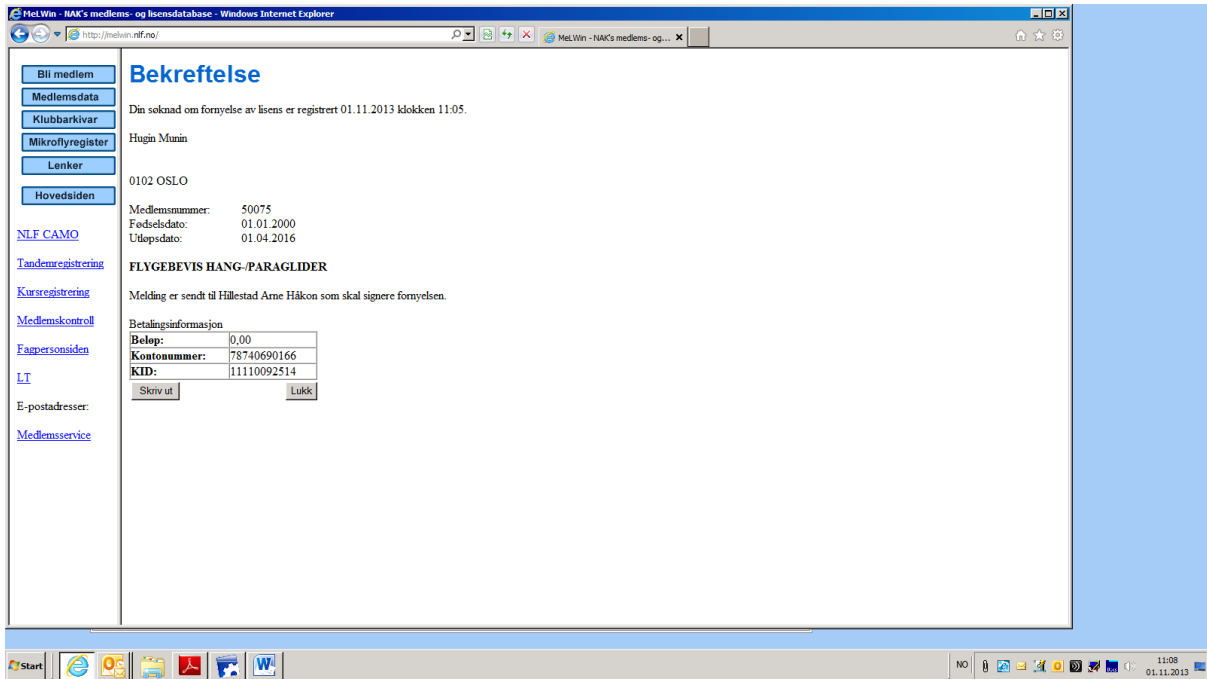 MeLWin - NAK's medlems- og lisensdatabase - Windows Internet Explorer
http://melwin.nlf.no/
MeLWin - NAK's medlems- og...
Bli medlem
Medlemsdata
Klubbarkivar
Mikroflyregister
Lenker
Hovedsiden
NLF CAMO
Tandemregistrering
Kursregistrering
Medlemskontroll
Fagpersonsiden
LT
E-postadresser:
Medlemsservice
Bekreftelse
Din søknad om fornyelse av lisens er registrert 01.11.2013 klokken 11:05.
Hugin Munin
0102 OSLO
Medlemsnummer: 50075
Fødselsdato: 01.01.2000
Utløpsdato: 01.04.2016
FLYGEBEVIS HANG-/PARAGLIDER
Melding er sendt til Hillestad Arne Håkon som skal signere fornyelsen.
Betalingsinformasjon
Beløp: 0,00
Kontonummer: 78740690166
KID: 11110092514
Skriv ut Lukk
Start
NO
11:08
01.11.2013